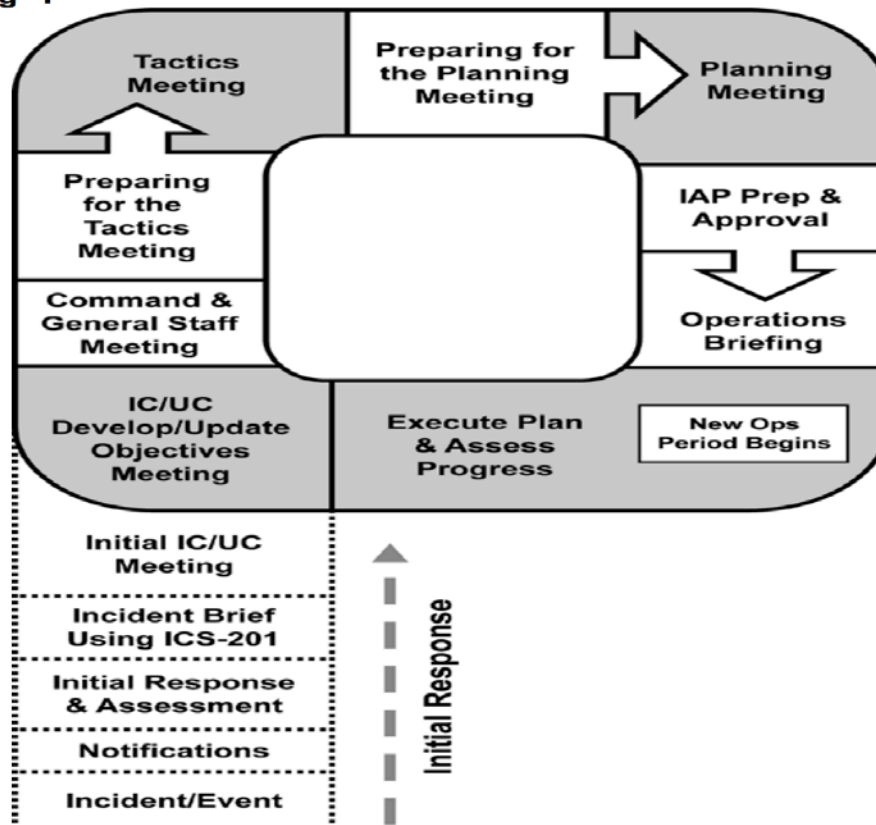 Tactics
Meeting
Preparing for
the Planning
Meeting
Planning
Meeting
Preparing
for the
Tactics
Meeting
IAP Prep &
Approval
Command &
General Staff
Meeting
Operations
Briefing
IC/UC
Develop/Update
Objectives
Meeting
Execute Plan
& Assess
Progress
New Ops
Period Begins
Initial IC/UC
Meeting
Incident Brief
Using ICS-201
Initial Response
& Assessment
Notifications
Incident/Event
Initial Response